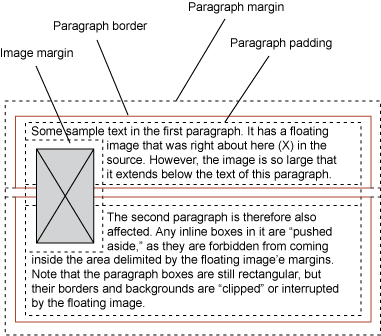 Paragraph margin
Paragraph border
Paragraph padding
Image margin
Some sample text in the first paragraph. It has a floating
image that was right about here (X) in the
source. However, the image is so large that
it extends below the text of this paragraph.
The second paragraph is therefore also
affected. Any inline boxes in it are “pushed
aside,” as they are forbidden from coming
inside the area delimited by the floating image’e margins.
Note that the paragraph boxes are still rectangular, but
their borders and backgrounds are “clipped” or interrupted
by the floating image.